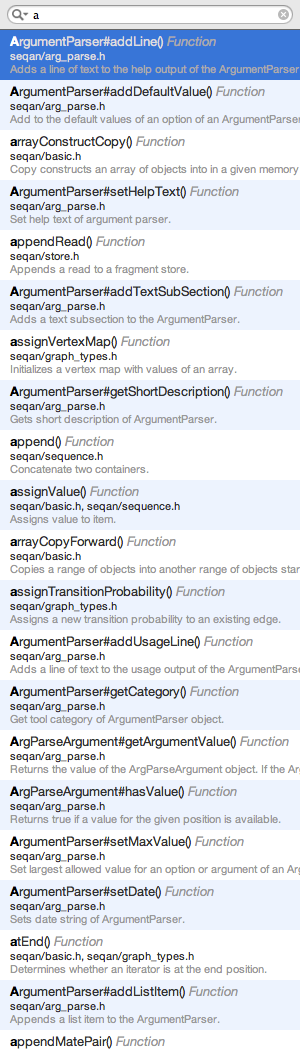 a
ArgumentParser#addLine() Function
seqan/arg_parse.h
Adds a line of text to the help output of the ArgumentParser
ArgumentParser#addDefaultValue() Function
seqan/arg_parse.h
Add to the default values of an option of an ArgumentParser
arrayConstructCopy() Function
seqan/basic.h
Copy constructs an array of objects into in a given memory
ArgumentParser#setHelpText() Function
seqan/arg_parse.h
Set help text of argument parser.
appendRead() Function
seqan/store.h
Appends a read to a fragment store.
ArgumentParser#addTextSubSection() Function
seqan/arg_parse.h
Adds a text subsection to the ArgumentParser.
assignVertexMap() Function
seqan/graph_types.h
Initializes a vertex map with values of an array.
ArgumentParser#getShortDescription() Function
seqan/arg_parse.h
Gets short description of ArgumentParser.
append() Function
seqan/sequence.h
Concatenate two containers.
assignValue() Function
seqan/basic.h, seqan/sequence.h
Assigns value to item.
arrayCopyForward() Function
seqan/basic.h
Copies a range of objects into another range of objects star
assignTransitionProbability() Function
seqan/graph_types.h
Assigns a new transition probability to an existing edge.
ArgumentParser#addUsageLine() Function
seqan/arg_parse.h
Adds a line of text to the usage output of the ArgumentParse
ArgumentParser#getCategory() Function
seqan/arg_parse.h
Get tool category of ArgumentParser object.
ArgParseArgument#getArgumentValue() Function
seqan/arg_parse.h
Returns the value of the ArgParseArgument object. If the Ar
ArgParseArgument#hasValue() Function
seqan/arg_parse.h
Returns true if a value for the given position is available.
ArgumentParser#setMaxValue() Function
seqan/arg_parse.h
Set largest allowed value for an option or argument of an Ar
ArgumentParser#setDate() Function
seqan/arg_parse.h
Sets date string of ArgumentParser.
atEnd() Function
seqan/basic.h, seqan/graph_types.h
Determines whether an iterator is at the end position.
ArgumentParser#addListItem() Function
seqan/arg_parse.h
Appends a list item to the ArgumentParser.
appendMatePair() Function